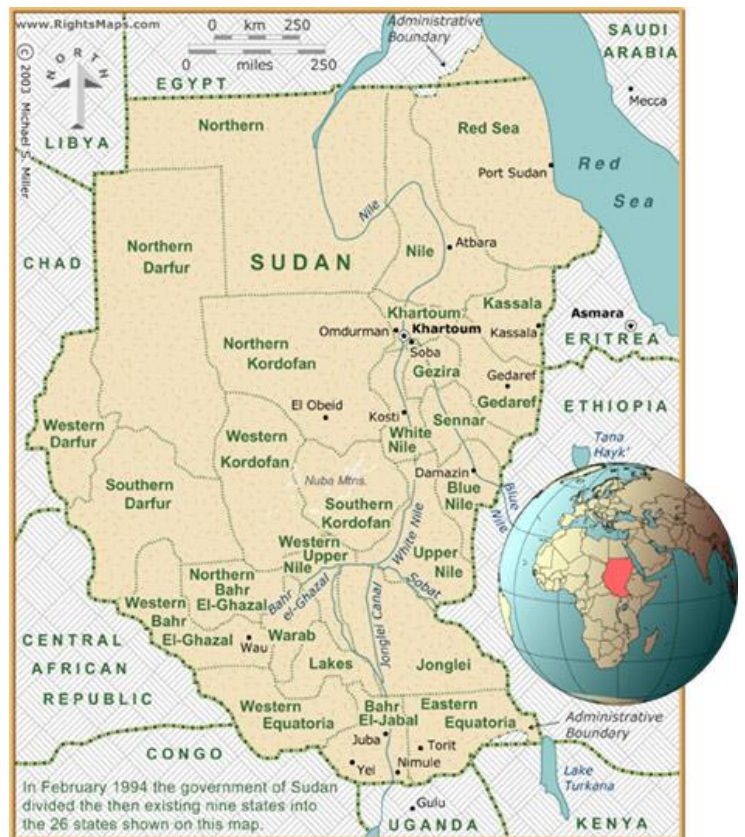 www.RightsMaps.com
© 2003 Michael S. Miller
NORTH
0 km 250
0 miles 250
Administrative
Boundary
SAUDI
ARABIA
EGYPT
Mecca
LIBYA
Northern
Red Sea
Port Sudan
Red
Sea
Nile
CHAD
Northern
Darfur
SUDAN
Nile
Atbara
Khartoum
Kassala
Omdurman
Khartoum
Kassala
Asmara
ERITREA
Soba
Northern
Kordofan
Gezira
Gedaref
Gedaref
ETHIOPIA
El Obeid
Kosti
Sennar
White
Nile
Western
Darfur
Western
Kordofan
Tana
Hayk'
Southern
Darfur
Nuba Mtns.
Damazin
Blue
Nile
Blue
Nile
Southern
Kordofan
White Nile
Western
Upper
Nile
Upper
Nile
Northern
Bahr
El-Ghazal
Bahr
el-Ghazal
Sobat
Western
Bahr
El-Ghazal
Warab
Wau
Jonglei Canal
Lakes
Jonglei
CENTRAL
AFRICAN
REPUBLIC
Western
Equatoria
Bahr
El-Jabal
Eastern
Equatoria
Administrative
Boundary
CONGO
Juba
Torit
Yei
Nimule
Lake
Turkana
Gulu
UGANDA
KENYA
In February 1994 the government of Sudan
divided the then existing nine states into
the 26 states shown on this map.